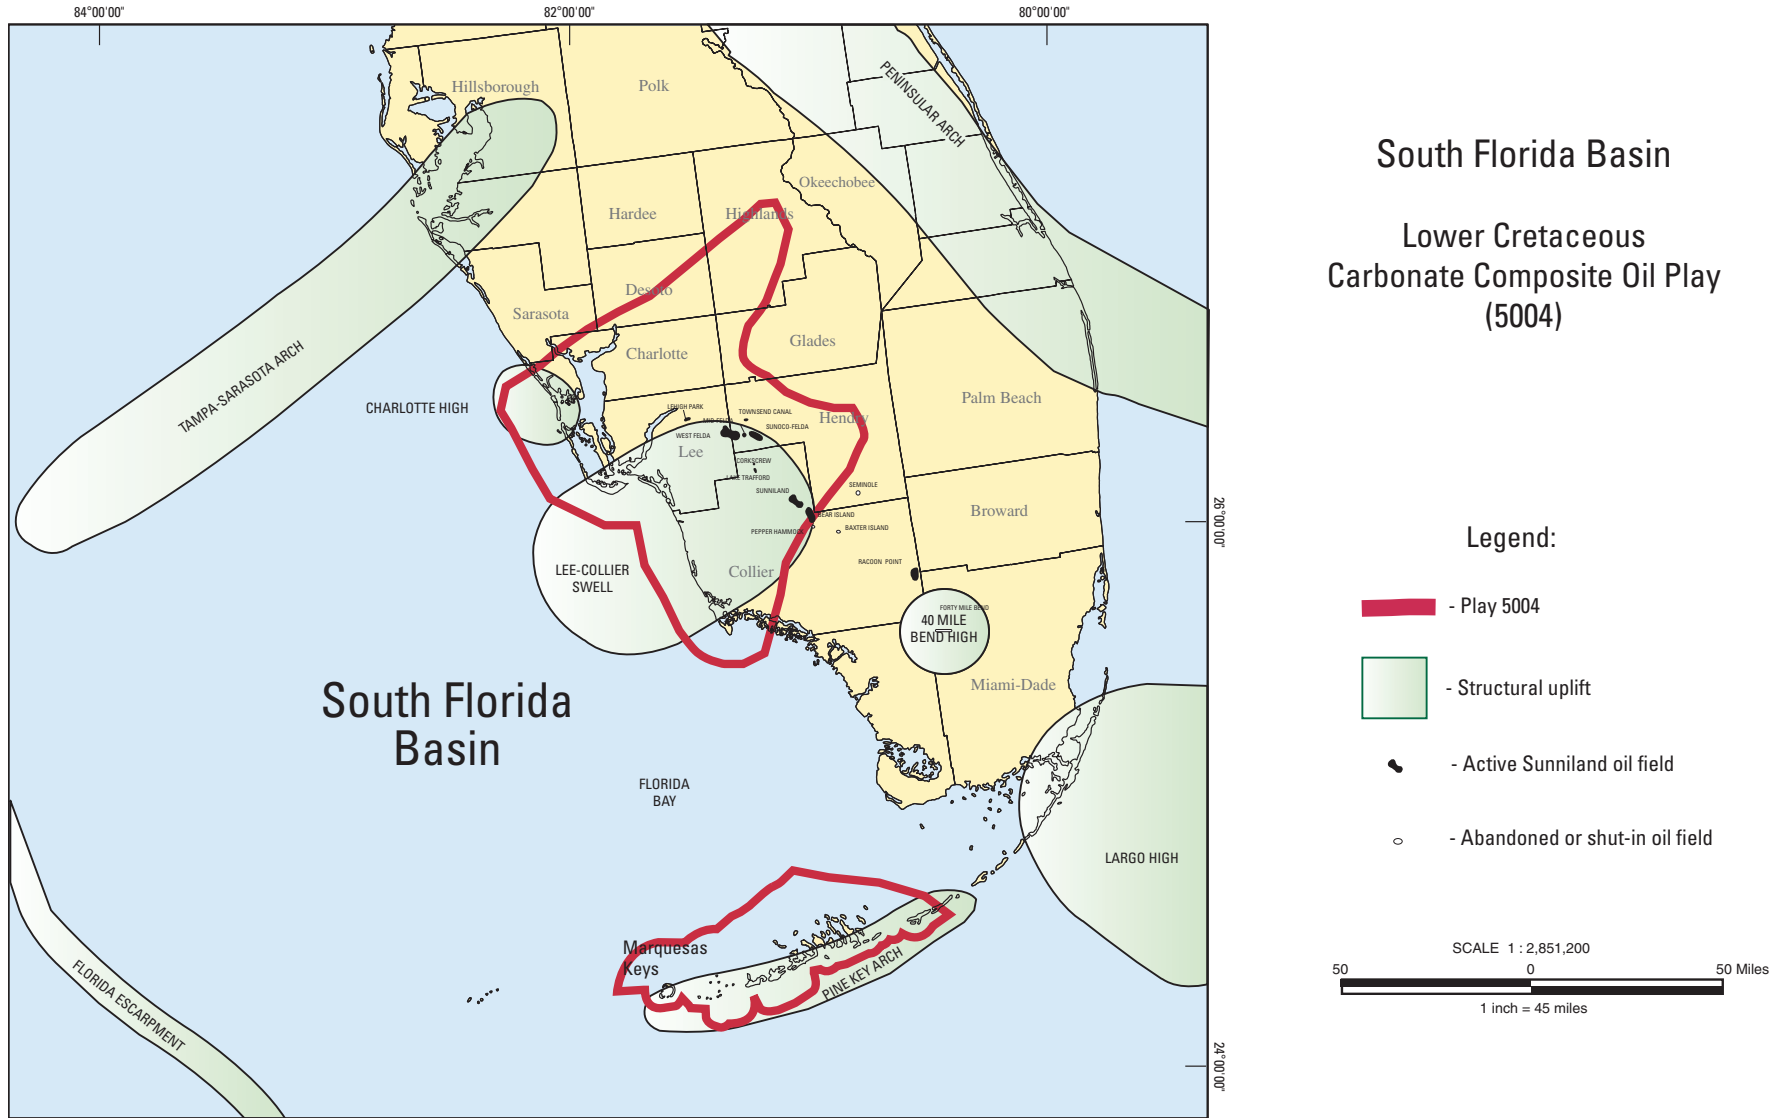 84°00'00"
82°00'00"
80°00'00"
Hillsborough
Polk
PENINSULAR ARCH
Okeechobee
Hardee
Highlands
Desoto
Sarasota
Charlotte
Glades
TAMPA-SARASOTA ARCH
CHARLOTTE HIGH
Palm Beach
LEHIGH PARK
TOWNSEND CANAL
MID-FELDA
SUNOCO-FELDA
Hendry
WEST FELDA
Lee
CORKSCREW
LAKE TRAFFORD
SUNNILAND
SEMINOLE
BEAR ISLAND
Broward
PEPPER HAMMOCK
BAXTER ISLAND
26°00'00"
RACOON POINT
Collier
LEE-COLLIER
SWELL
FORTY MILE BEND
40 MILE
BEND HIGH
Miami-Dade
South Florida
Basin
FLORIDA
BAY
LARGO HIGH
Marquesas
Keys
PINE KEY ARCH
FLORIDA ESCARPMENT
24°00'00"
South Florida Basin
Lower Cretaceous
Carbonate Composite Oil Play
(5004)
Legend:
- Play 5004
- Structural uplift
- Active Sunniland oil field
- Abandoned or shut-in oil field
SCALE 1 : 2,851,200
50 0 50 Miles
1 inch = 45 miles